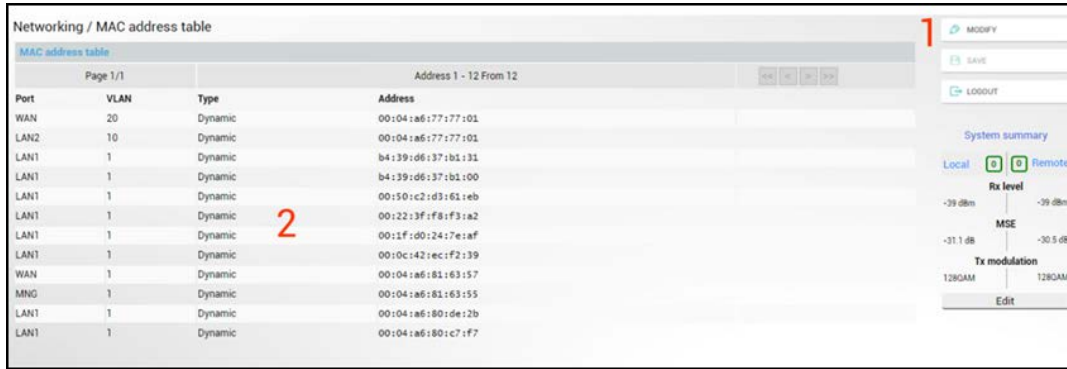 Networking / MAC address table
MAC address table
Page 1/1 Address 1 - 12 From 12 << < > >>
Port VLAN Type Address
WAN 20 Dynamic 00:04:a6:77:77:01
LAN2 10 Dynamic 00:04:a6:77:77:01
LAN1 1 Dynamic b4:39:d6:37:b1:31
LAN1 1 Dynamic b4:39:d6:37:b1:00
LAN1 1 Dynamic 00:50:c2:d3:61:eb
LAN1 1 Dynamic 00:22:3f:f8:f3:a2
LAN1 1 Dynamic 00:1f:d0:24:7e:af
LAN1 1 Dynamic 00:0c:42:ec:f2:39
WAN 1 Dynamic 00:04:a6:81:63:57
MNG 1 Dynamic 00:04:a6:81:63:55
LAN1 1 Dynamic 00:04:a6:80:de:2b
LAN1 1 Dynamic 00:04:a6:80:c7:f7
2
1
MODIFY
SAVE
LOGOUT
System summary
Local 0 0 Remote
Rx level
-39 dBm -39 dBm
MSE
-31.1 dB -30.5 dB
Tx modulation
128QAM 128QAM
Edit